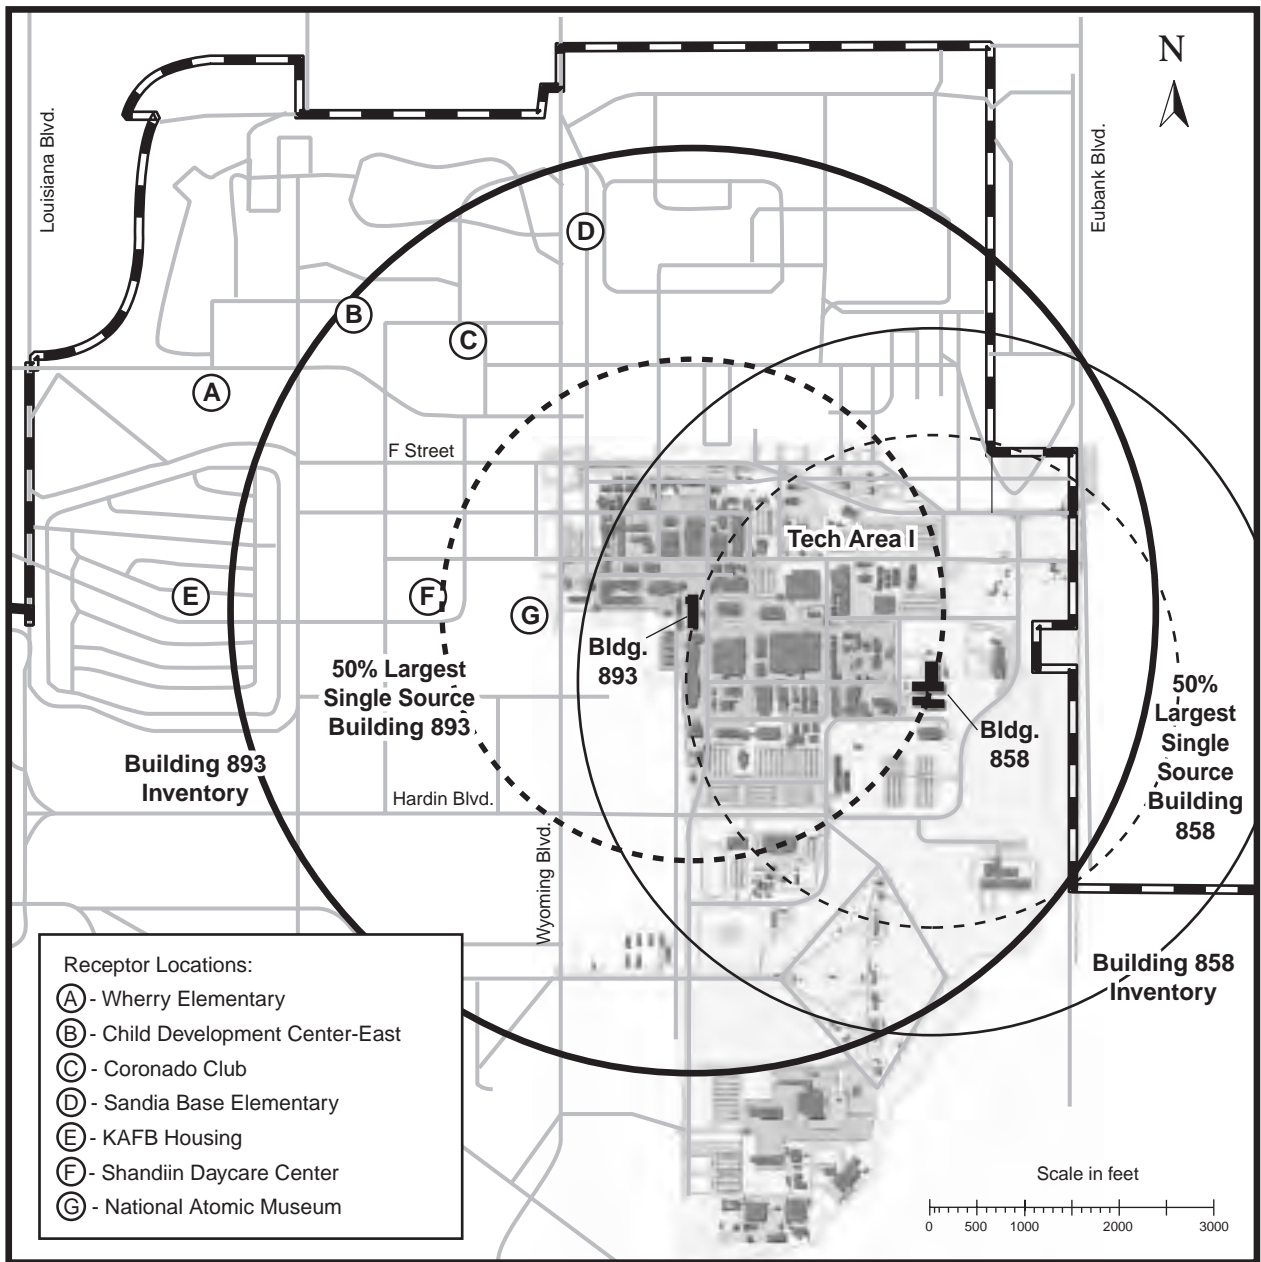 N
Louisiana Blvd.
Eubank Blvd.
D
B
C
A
F Street
Tech Area I
E
F
G
Bldg.
893
50% Largest
Single Source
Building 893
50%
Largest
Single
Source
Building
858
Bldg.
858
Building 893
Inventory
Hardin Blvd.
Wyoming Blvd.
Building 858
Inventory
Receptor Locations:
A - Wherry Elementary
B - Child Development Center-East
C - Coronado Club
D - Sandia Base Elementary
E - KAFB Housing
F - Shandiin Daycare Center
G - National Atomic Museum
Scale in feet
0 500 1000 2000 3000